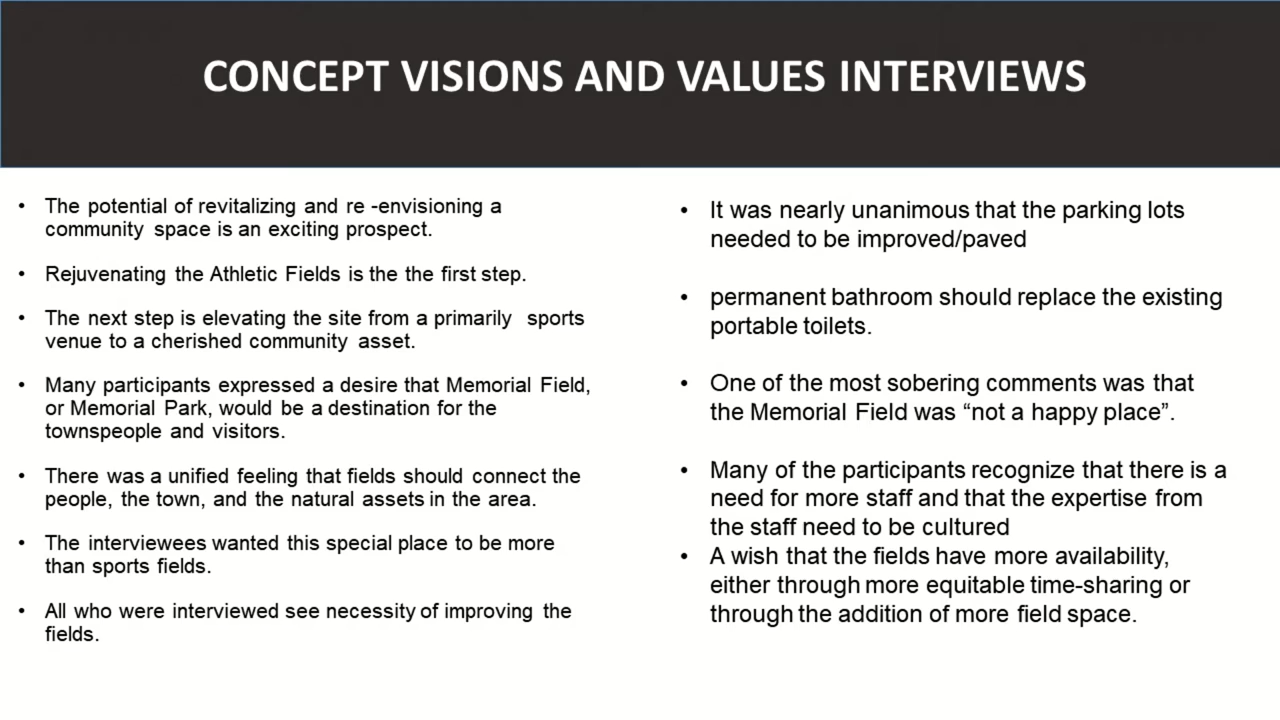 CONCEPT VISIONS AND VALUES INTERVIEWS
• The potential of revitalizing and re -envisioning a
community space is an exciting prospect.
• Rejuvenating the Athletic Fields is the the first step.
• The next step is elevating the site from a primarily sports
venue to a cherished community asset.
• Many participants expressed a desire that Memorial Field,
or Memorial Park, would be a destination for the
townspeople and visitors.
• There was a unified feeling that fields should connect the
people, the town, and the natural assets in the area.
• The interviewees wanted this special place to be more
than sports fields.
• All who were interviewed see necessity of improving the
fields.
• It was nearly unanimous that the parking lots
needed to be improved/paved
• permanent bathroom should replace the existing
portable toilets.
• One of the most sobering comments was that
the Memorial Field was “not a happy place”.
• Many of the participants recognize that there is a
need for more staff and that the expertise from
the staff need to be cultured
• A wish that the fields have more availability,
either through more equitable time-sharing or
through the addition of more field space.